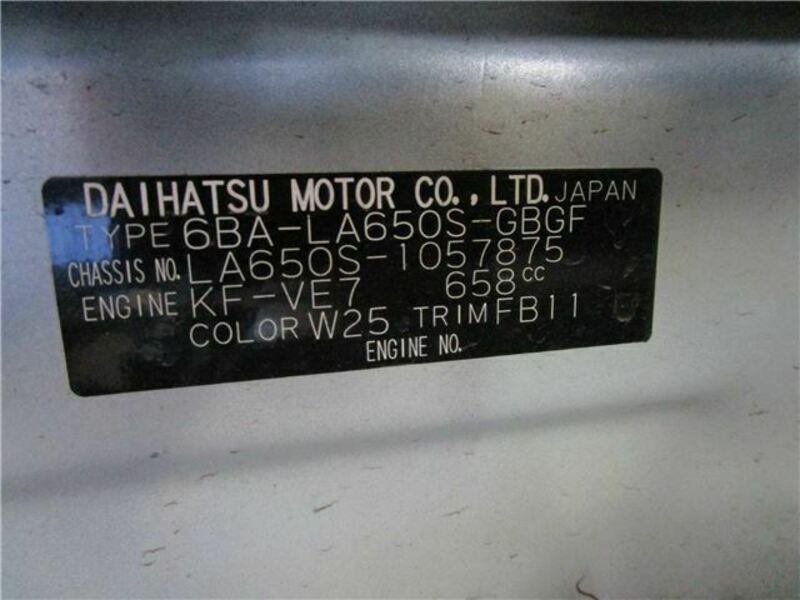 DAIHATSU MOTOR CO., LTD. JAPAN
TYPE 6BA-LA650S-GBGF
CHASSIS NO. LA650S-1057875
ENGINE KF-VE7 658cc
COLOR W25 TRIM FB11
ENGINE NO.